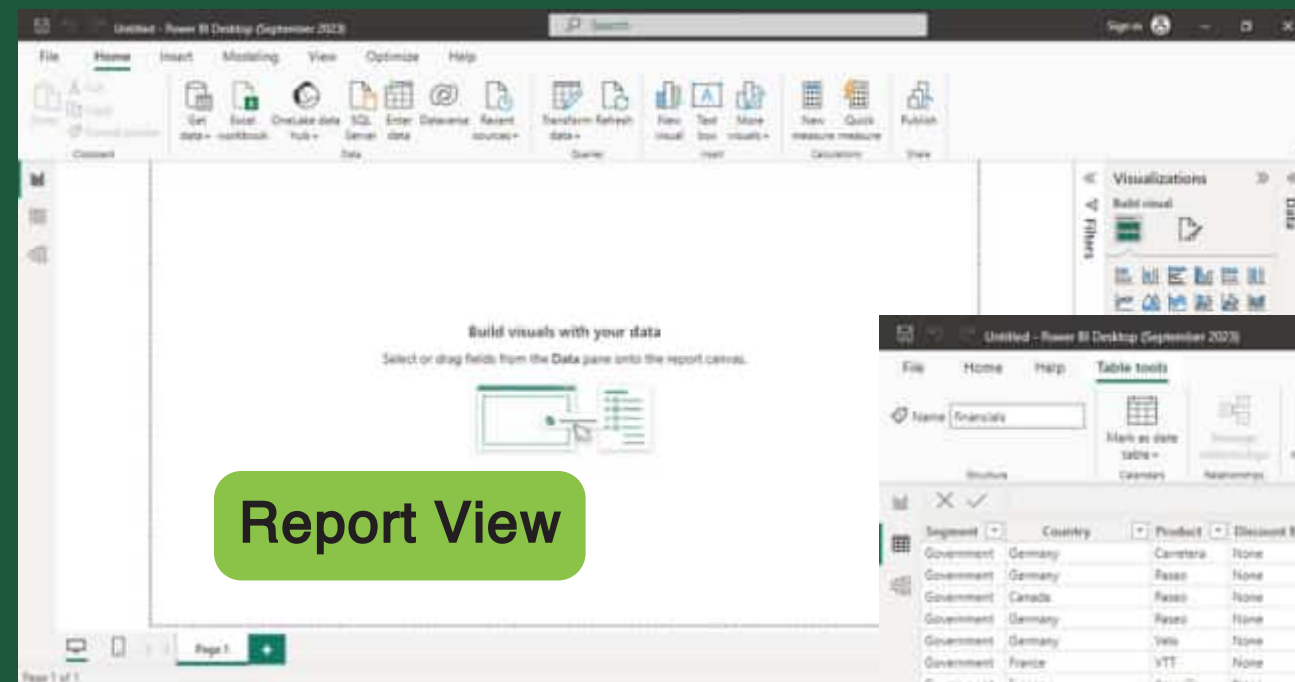 Untitled - Power BI Desktop (September 2023)
Search
Sign in
File Home Insert Modeling View Optimize Help
Get data
Excel workbook
OneLake data hub
SQL Server
Enter data
Dataverse
Recent sources
Transform data
Refresh
New visual
Text box
More visuals
New measure
Quick measure
Publish
Clipboard
Data
Queries
Insert
Calculations
Share
Filters
Visualizations
Build visual
Data
Build visuals with your data
Select or drag fields from the Data pane onto the report canvas.
Report View
Page 1
Page 1 of 1
Untitled - Power BI Desktop (September 2023)
File Home Help Table tools
Name financials
Mark as date table
Structure
Calendars
Relationships
Segment Country Product Discount B
Government Germany Carretera None
Government Germany Paseo None
Government Canada Paseo None
Government Germany Paseo None
Government Germany Velo None
Government France VTT None